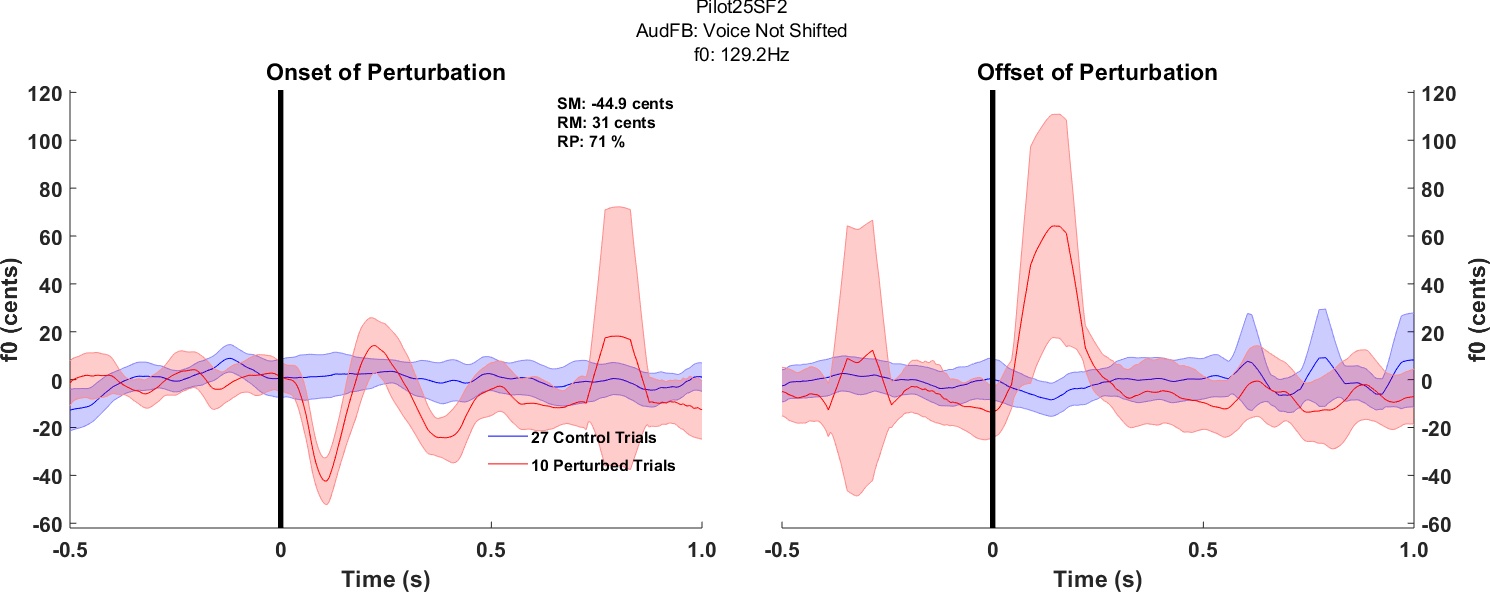 Pilot25SF2
AudFB: Voice Not Shifted
f0: 129.2Hz
Onset of Perturbation
Offset of Perturbation
SM: -44.9 cents
RM: 31 cents
RP: 71 %
120
100
80
60
40
20
0
-20
-40
-60
f0 (cents)
-0.5
0
0.5
1.0
Time (s)
27 Control Trials
10 Perturbed Trials
-0.5
0
0.5
1.0
Time (s)
120
100
80
60
40
20
0
-20
-40
-60
f0 (cents)